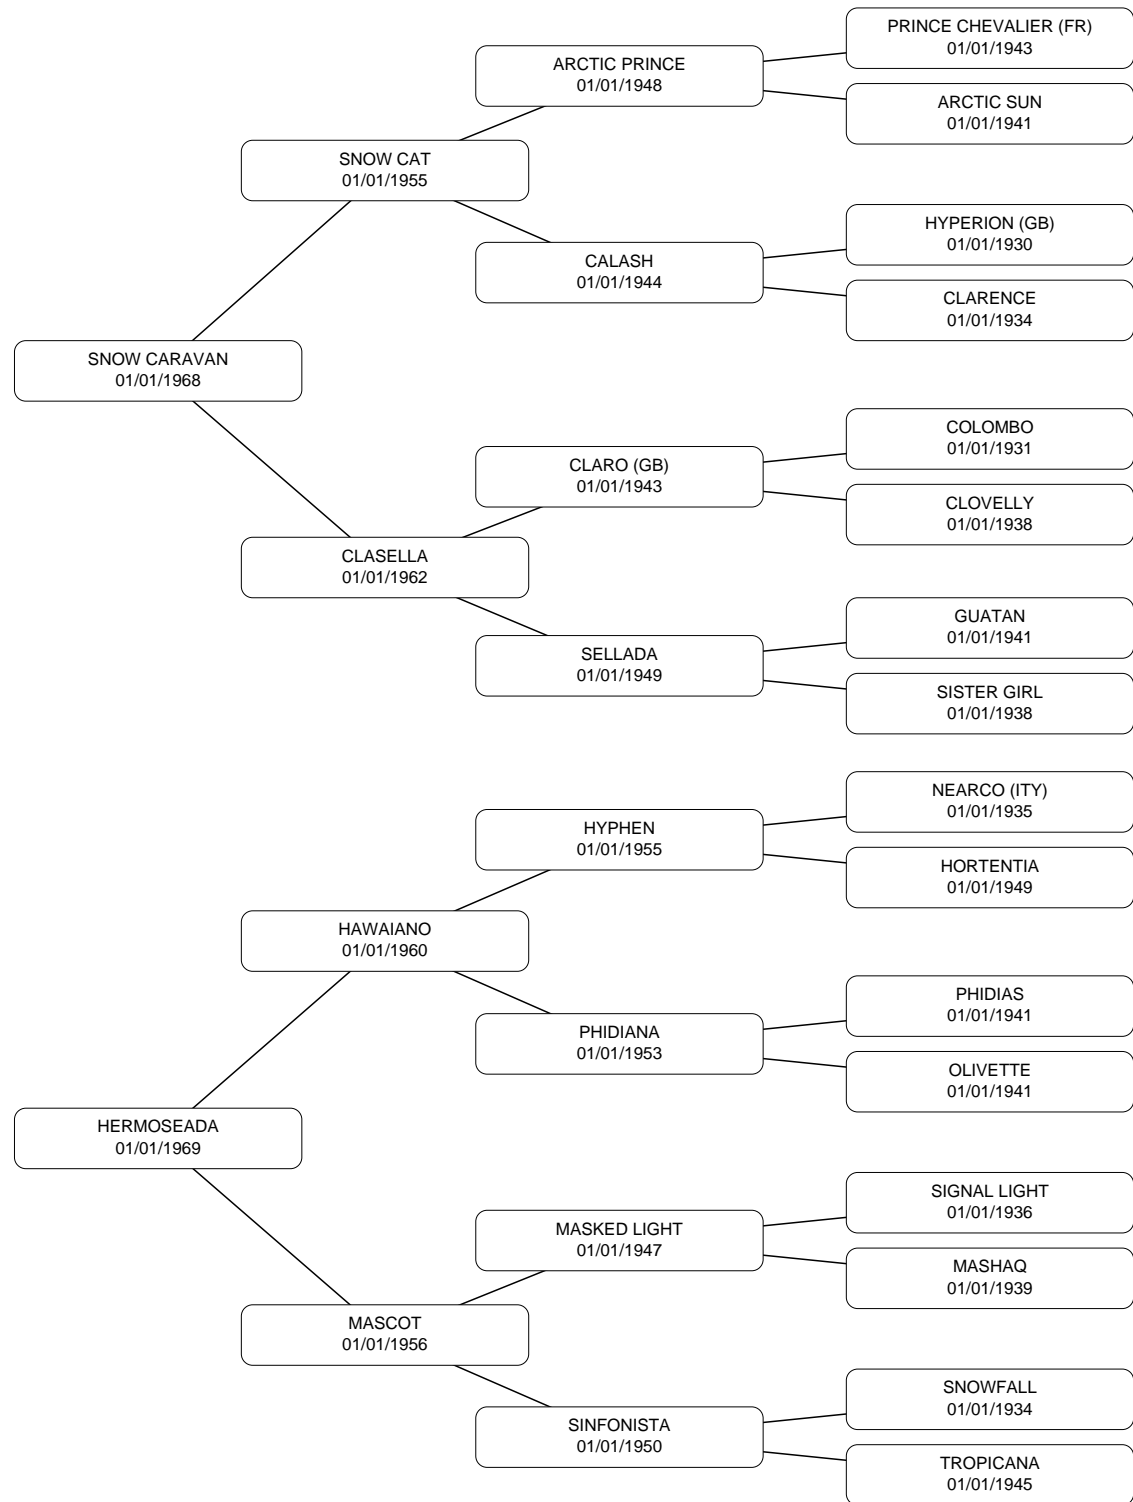 PRINCE CHEVALIER (FR)
01/01/1943
ARCTIC PRINCE
01/01/1948
ARCTIC SUN
01/01/1941
SNOW CAT
01/01/1955
HYPERION (GB)
01/01/1930
CALASH
01/01/1944
CLARENCE
01/01/1934
SNOW CARAVAN
01/01/1968
COLOMBO
01/01/1931
CLARO (GB)
01/01/1943
CLOVELLY
01/01/1938
CLASELLA
01/01/1962
GUATAN
01/01/1941
SELLADA
01/01/1949
SISTER GIRL
01/01/1938
NEARCO (ITY)
01/01/1935
HYPHEN
01/01/1955
HORTENTIA
01/01/1949
HAWAIANO
01/01/1960
PHIDIAS
01/01/1941
PHIDIANA
01/01/1953
OLIVETTE
01/01/1941
HERMOSEADA
01/01/1969
SIGNAL LIGHT
01/01/1936
MASKED LIGHT
01/01/1947
MASHAQ
01/01/1939
MASCOT
01/01/1956
SNOWFALL
01/01/1934
SINFONISTA
01/01/1950
TROPICANA
01/01/1945